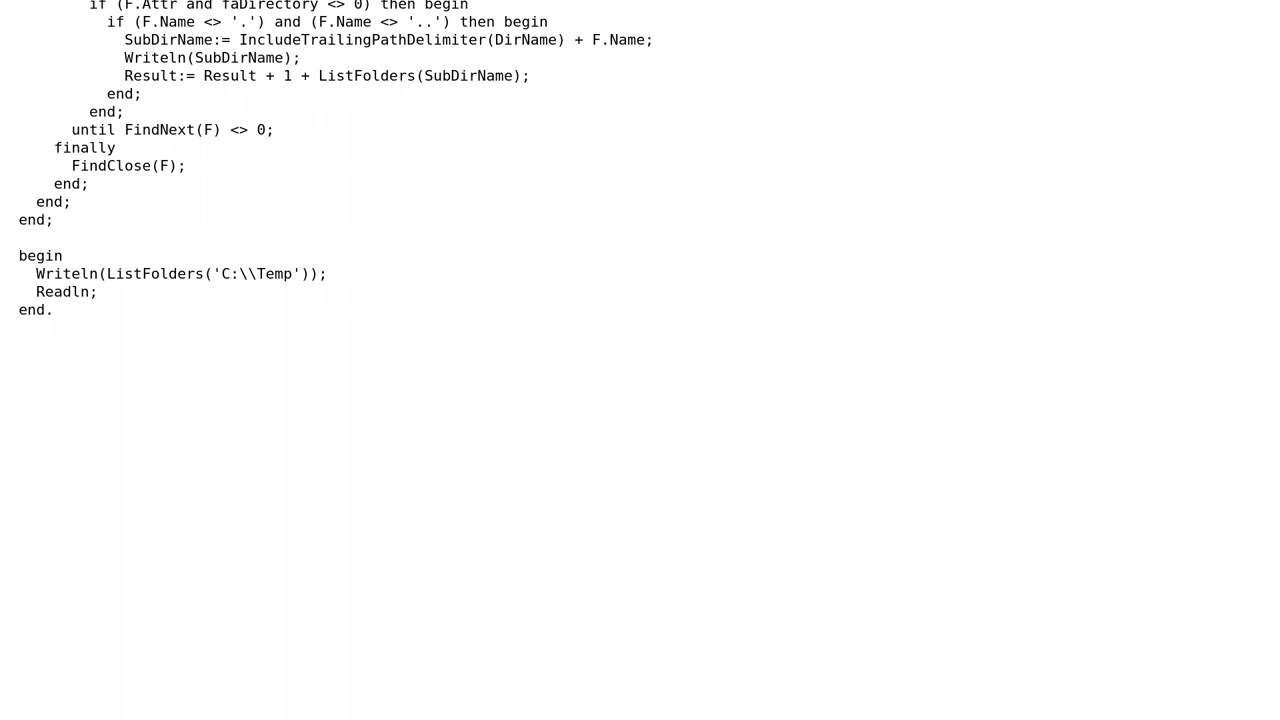 if (F.Attr and faDirectory <> 0) then begin
if (F.Name <> '.') and (F.Name <> '..') then begin
SubDirName:= IncludeTrailingPathDelimiter(DirName) + F.Name;
Writeln(SubDirName);
Result:= Result + 1 + ListFolders(SubDirName);
end;
end;
until FindNext(F) <> 0;
finally
FindClose(F);
end;
end;
end;
begin
Writeln(ListFolders('C:\\Temp'));
Readln;
end.